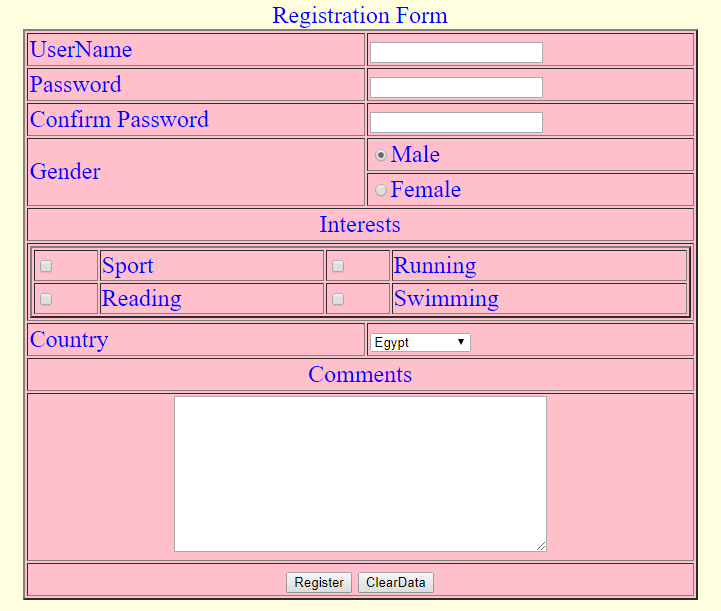 Registration Form
UserName
Password
Confirm Password
Gender
Male
Female
Interests
Sport
Running
Reading
Swimming
Country
Egypt
Comments
Register
ClearData